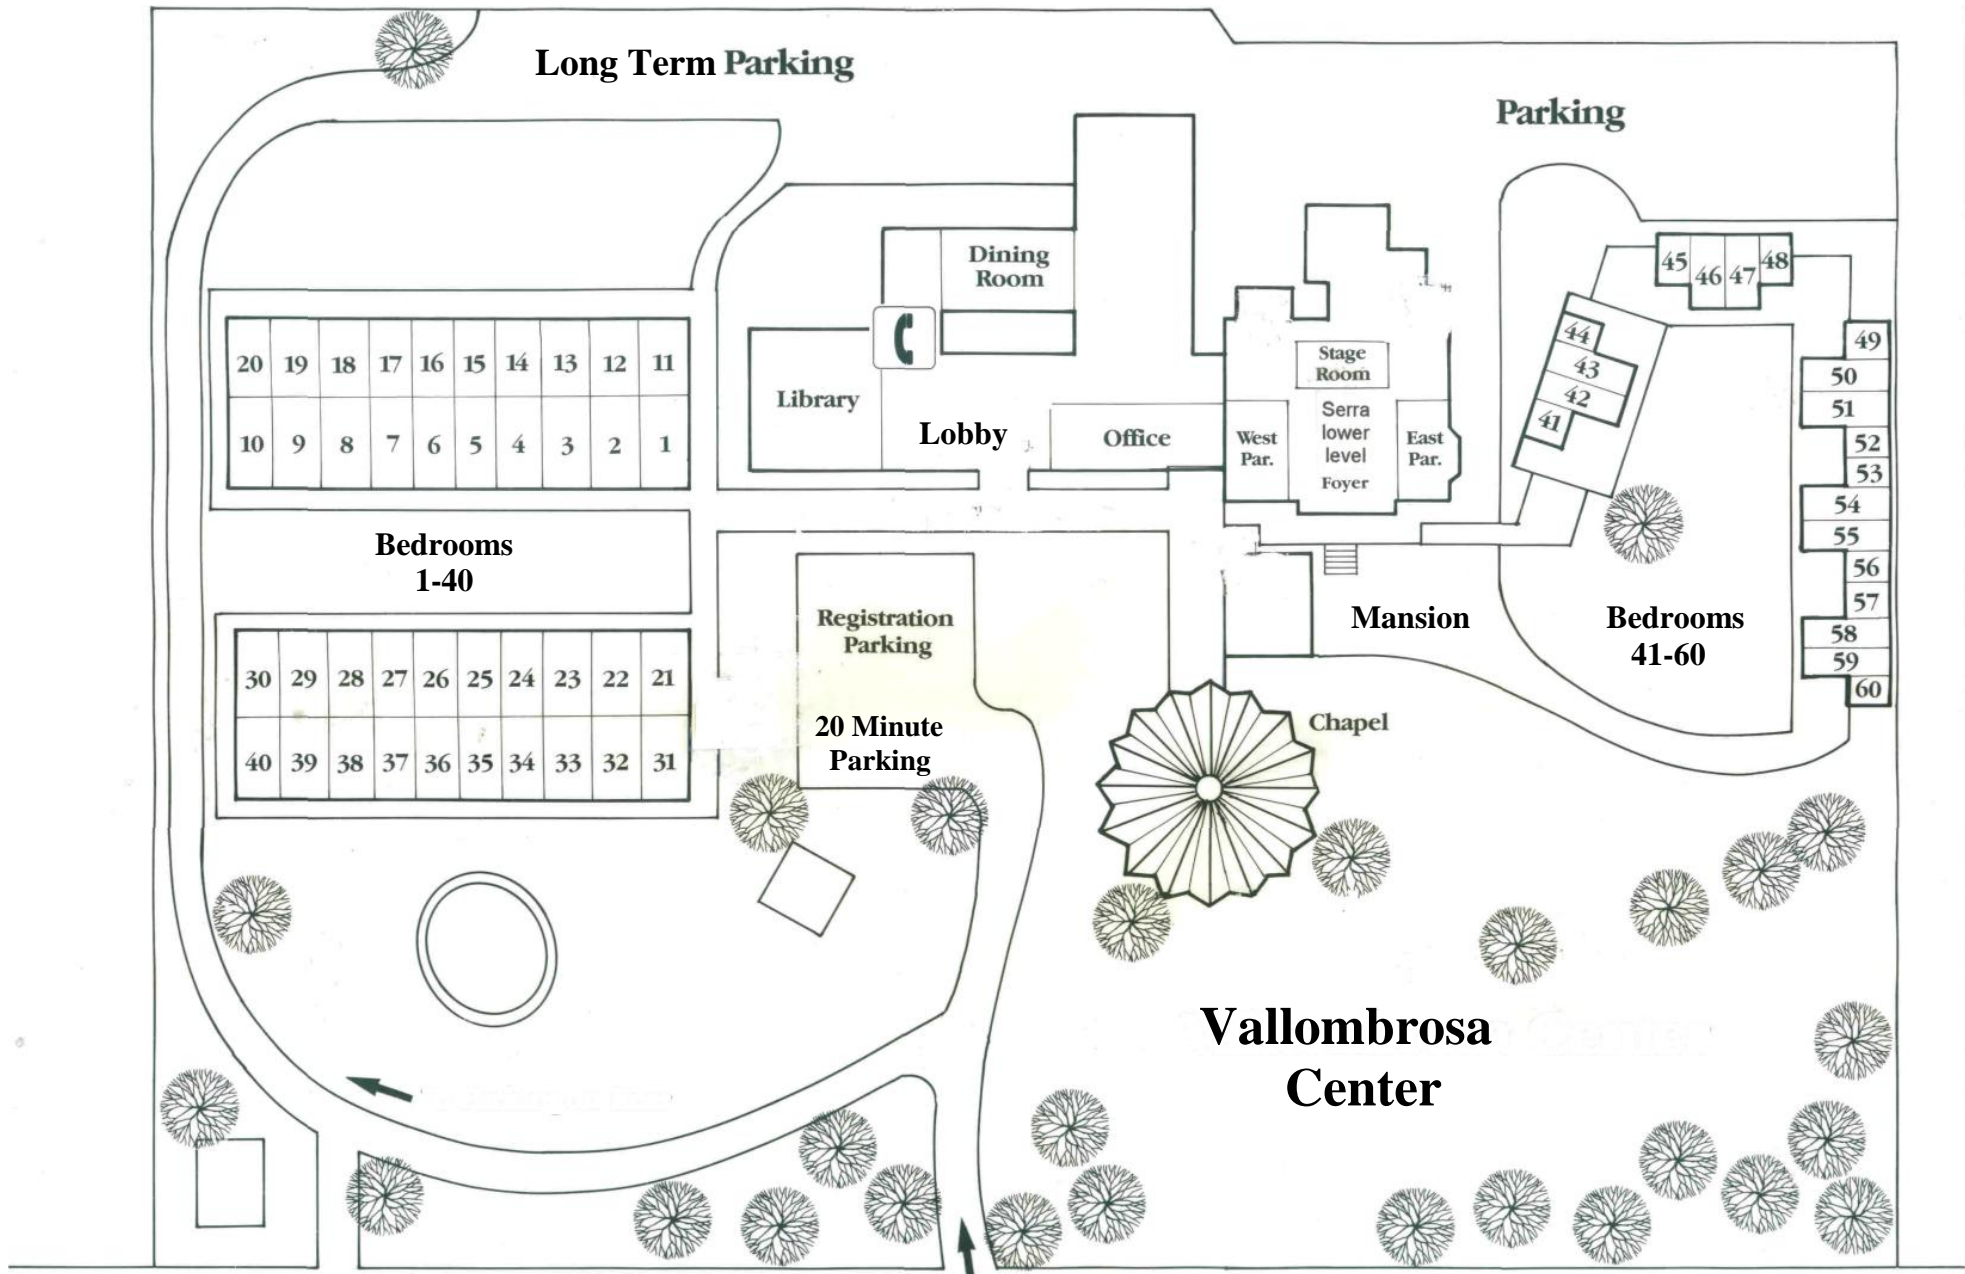 Long Term Parking
Parking
Dining
Room
45 46 47 48
44
43
42
41
49
50
51
52
53
54
55
56
57
58
59
60
20 19 18 17 16 15 14 13 12 11
10 9 8 7 6 5 4 3 2 1
Library
Lobby
Office
Stage
Room
Serra
lower
level
Foyer
West
Par.
East
Par.
Bedrooms
1-40
Registration
Parking
20 Minute
Parking
Mansion
Bedrooms
41-60
30 29 28 27 26 25 24 23 22 21
40 39 38 37 36 35 34 33 32 31
Chapel
Vallombrosa
Center